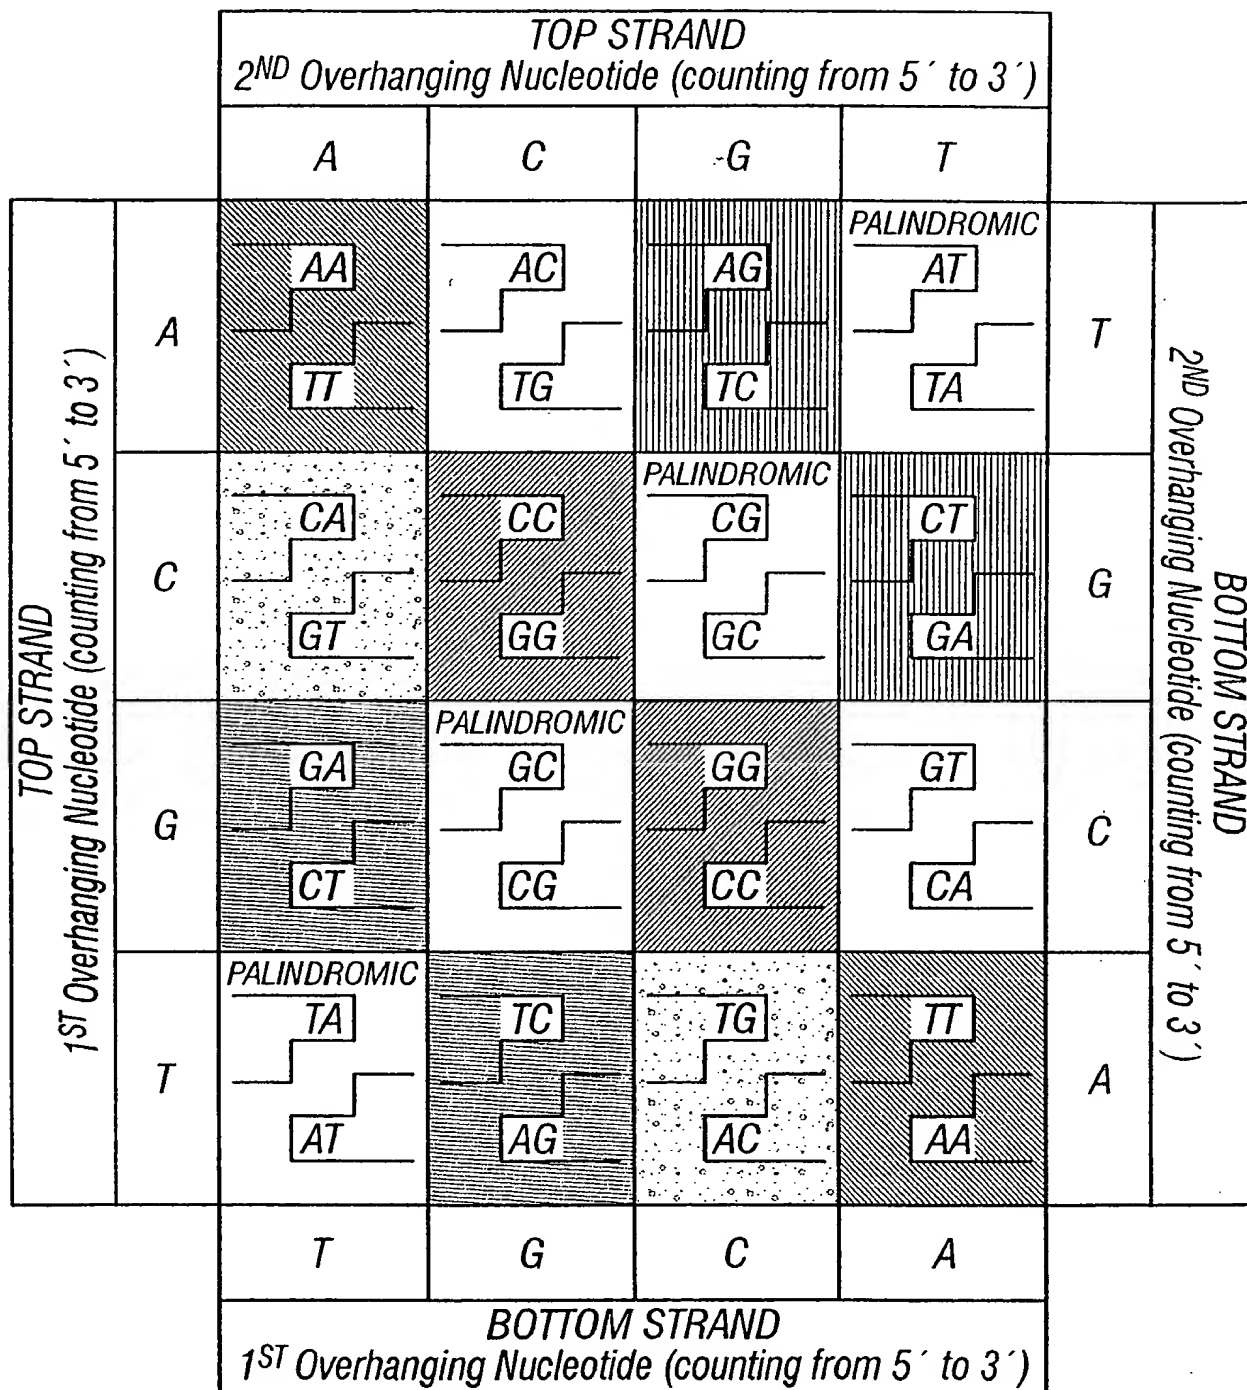 TOP STRAND
2ND Overhanging Nucleotide (counting from 5´ to 3´)
A C G T
TOP STRAND
1ST Overhanging Nucleotide (counting from 5´ to 3´)
A
AA
TT
AC
TG
AG
TC
PALINDROMIC
AT
TA
T
C
CA
GT
CC
GG
PALINDROMIC
CG
GC
CT
GA
G
G
GA
CT
PALINDROMIC
GC
CG
GG
CC
GT
CA
C
T
PALINDROMIC
TA
AT
TC
AG
TG
AC
TT
AA
A
BOTTOM STRAND
2ND Overhanging Nucleotide (counting from 5´ to 3´)
T G C A
BOTTOM STRAND
1ST Overhanging Nucleotide (counting from 5´ to 3´)